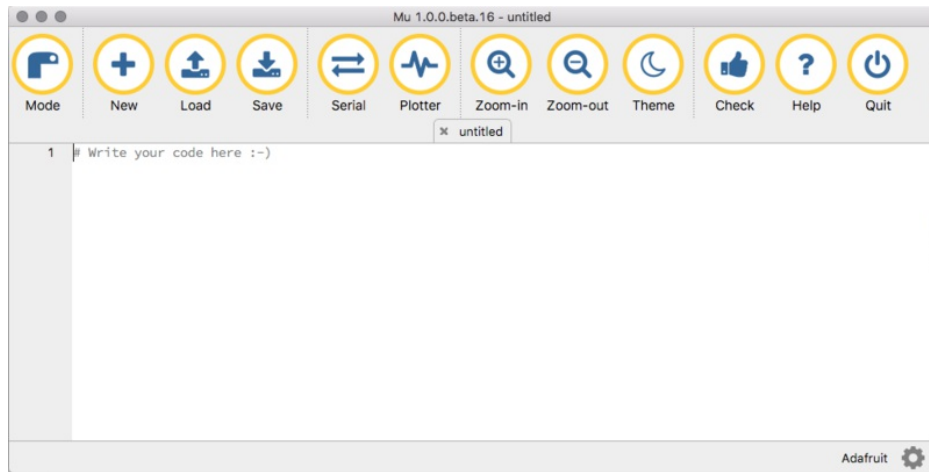 Mu 1.0.0.beta.16 - untitled
Mode New Load Save Serial Plotter Zoom-in Zoom-out Theme Check Help Quit
untitled
1 # Write your code here :-)
Adafruit